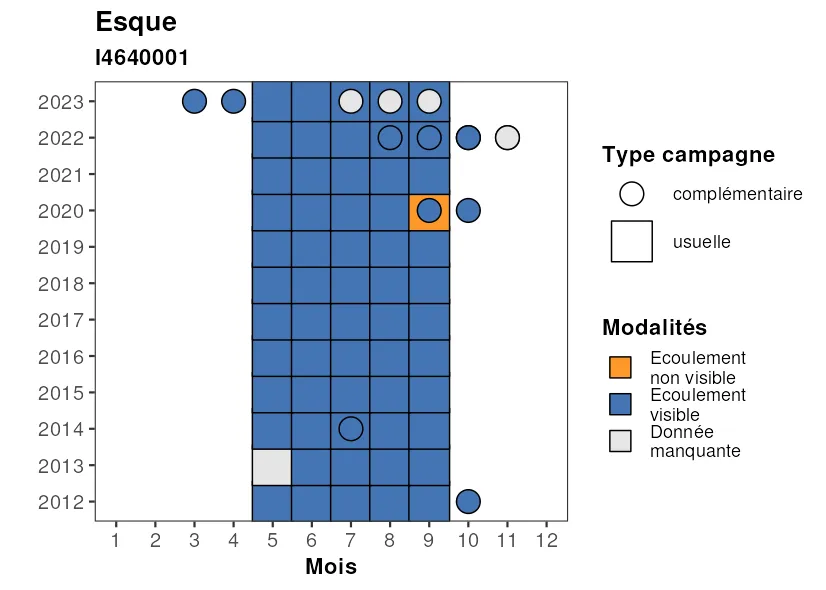 Esque
I4640001
2023
2022
2021
2020
2019
2018
2017
2016
2015
2014
2013
2012
1 2 3 4 5 6 7 8 9 10 11 12
Mois
Type campagne
complémentaire
usuelle
Modalités
Ecoulement
non visible
Ecoulement
visible
Donnée
manquante